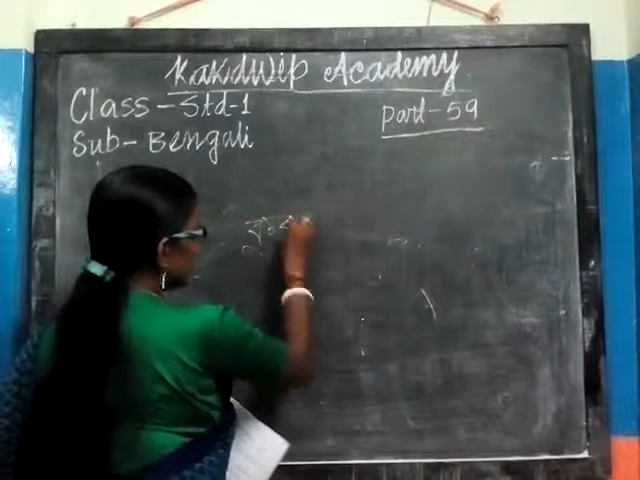 Kakdwip Academy
Class - Std-1
Part - 59
Sub - Bengali